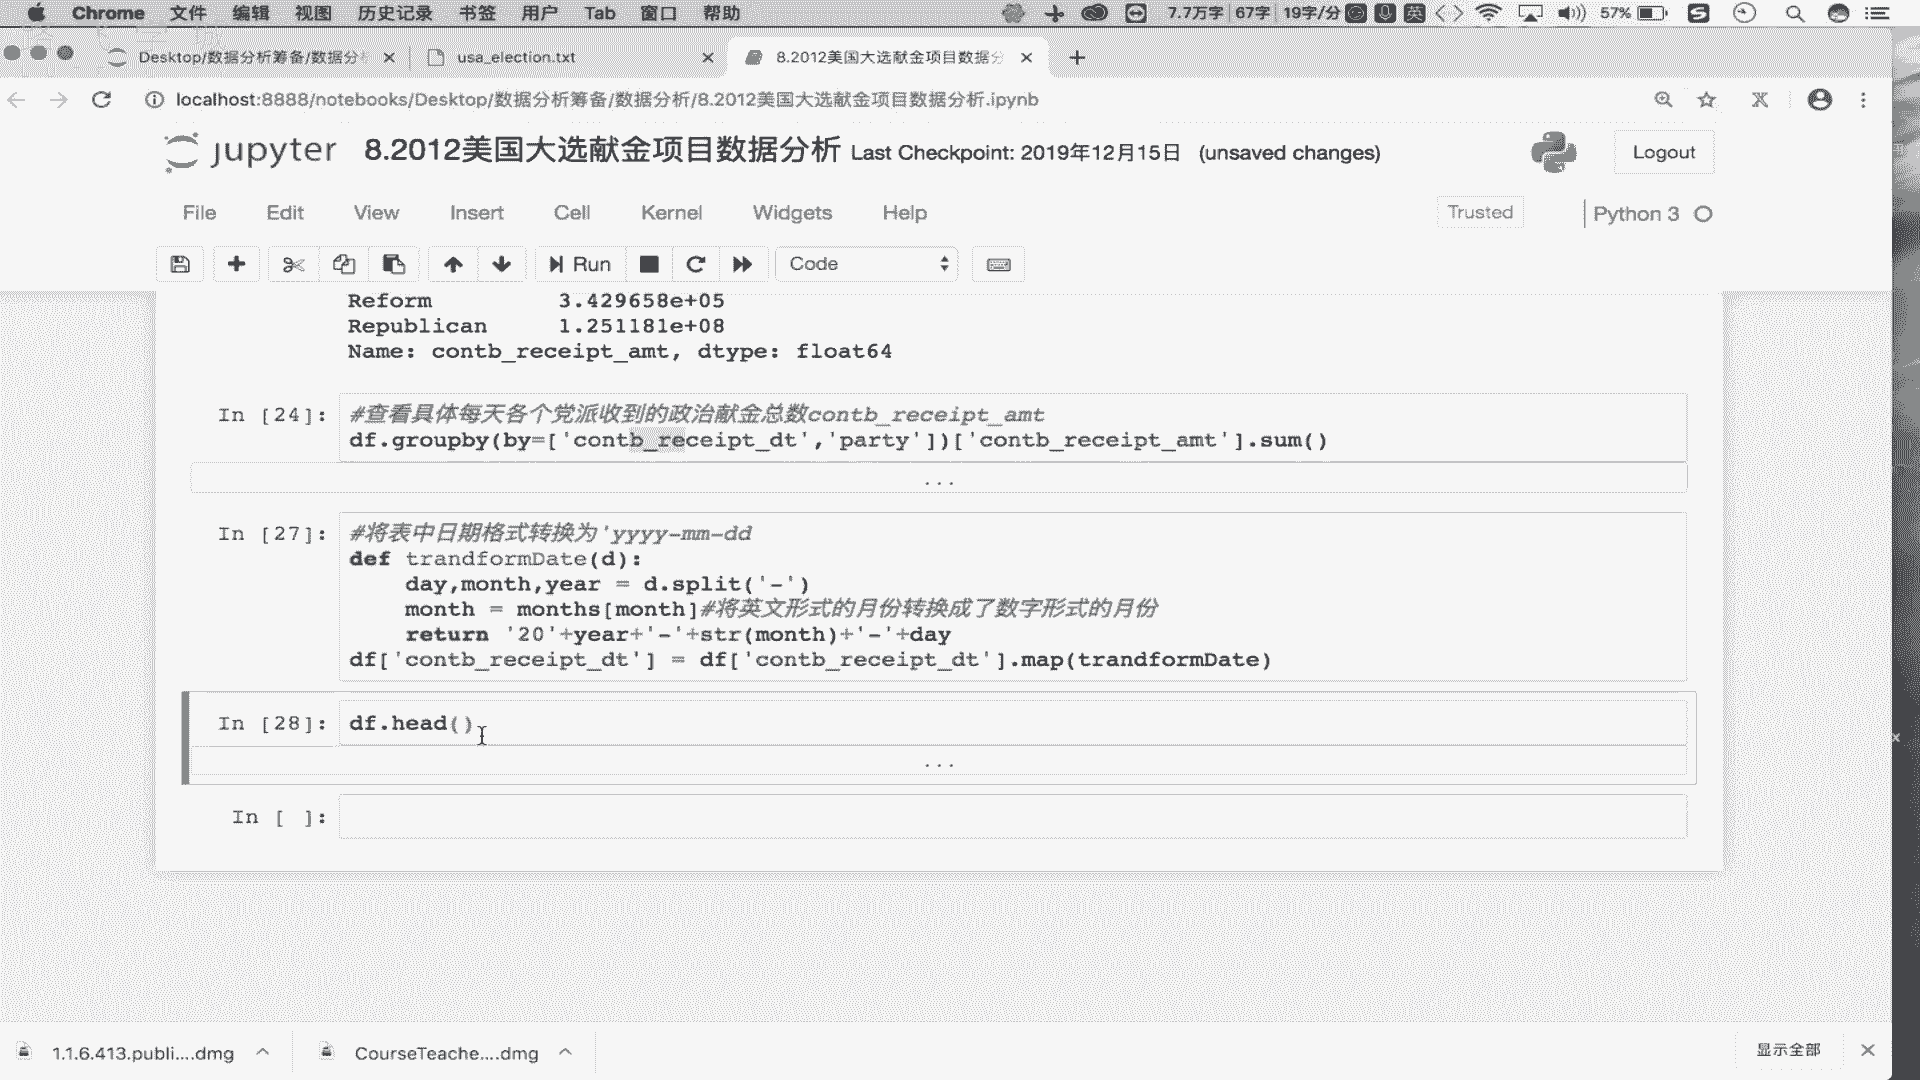 Chrome 文件 编辑 视图 历史记录 书签 用户 Tab 窗口 帮助 7.7万字 67字 19字/分 英 57%
Desktop/数据分析筹备/数据分析 usa_election.txt 8.2012美国大选献金项目数据分
localhost:8888/notebooks/Desktop/数据分析筹备/数据分析/8.2012美国大选献金项目数据分析.ipynb
jupyter 8.2012美国大选献金项目数据分析 Last Checkpoint: 2019年12月15日 (unsaved changes) Logout
File Edit View Insert Cell Kernel Widgets Help Trusted Python 3
Run Code
Reform 3.429658e+05
Republican 1.251181e+08
Name: contb_receipt_amt, dtype: float64
In [24]: #查看具体每天各个党派收到的政治献金总数contb_receipt_amt
df.groupby(by=['contb_receipt_dt','party'])['contb_receipt_amt'].sum()
...
In [27]: #将表中日期格式转换为'yyyy-mm-dd
def trandformDate(d):
day,month,year = d.split('-')
month = months[month]#将英文形式的月份转换成了数字形式的月份
return '20'+year+'-'+str(month)+'-'+day
df['contb_receipt_dt'] = df['contb_receipt_dt'].map(trandformDate)
In [28]: df.head()
...
In [ ]:
1.1.6.413.publi....dmg CourseTeache....dmg 显示全部